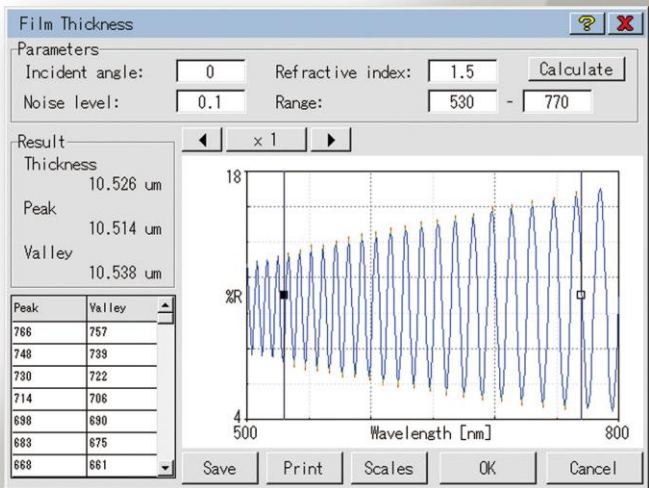 Film Thickness
Parameters
Incident angle: 0 Refractive index: 1.5 Calculate
Noise level: 0.1 Range: 530 - 770
Result
Thickness
10.526 um
Peak
10.514 um
Valley
10.538 um
Peak Valley
766 757
748 739
730 722
714 706
698 690
683 675
668 661
x 1
18
%R
4
500 Wavelength [nm] 800
Save Print Scales OK Cancel